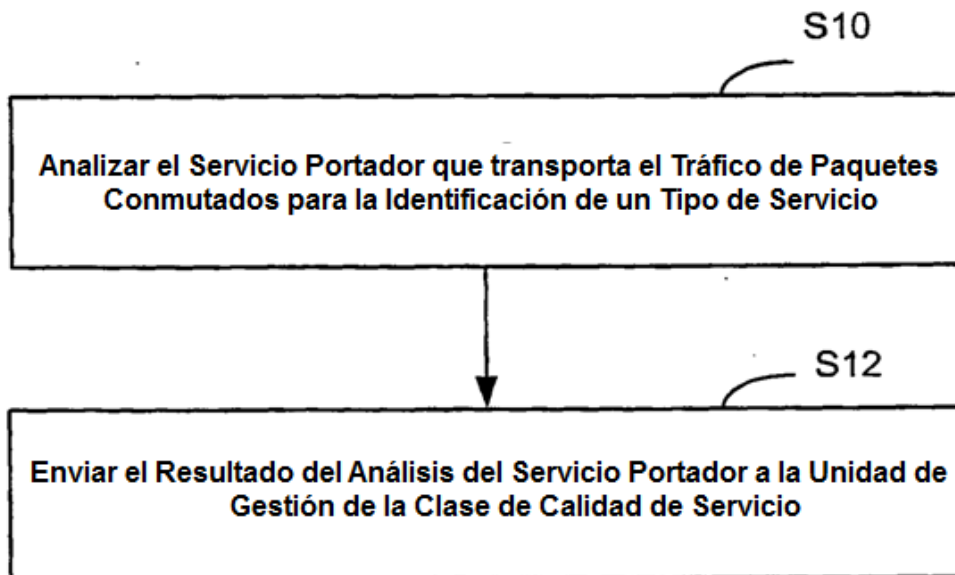 S10
Analizar el Servicio Portador que transporta el Tráfico de Paquetes
Conmutados para la Identificación de un Tipo de Servicio
S12
Enviar el Resultado del Análisis del Servicio Portador a la Unidad de
Gestión de la Clase de Calidad de Servicio